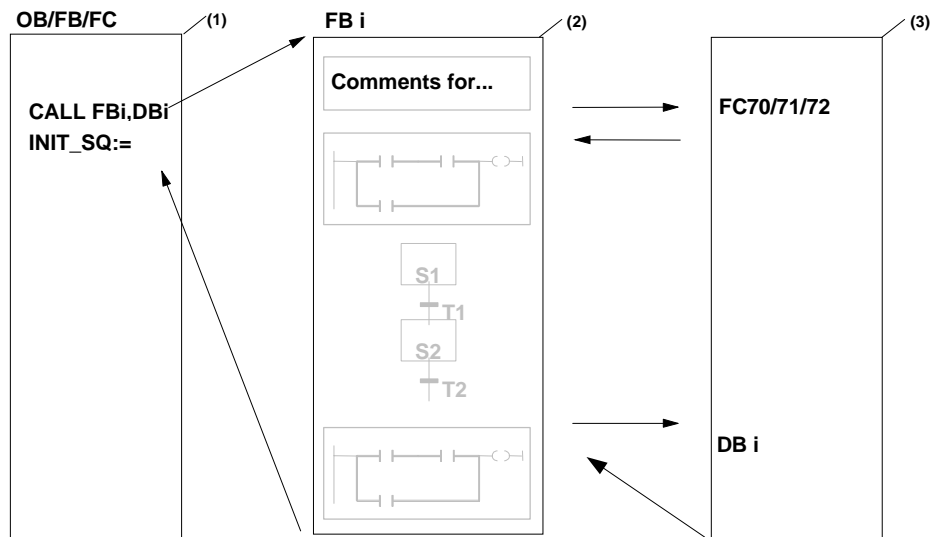 OB/FB/FC
(1)
FB i
(2)
(3)
CALL FBi,DBi
INIT_SQ:=
Comments for...
FC70/71/72
S1
T1
S2
T2
DB i